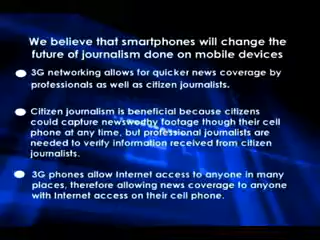 We believe that smartphones will change the
future of journalism done on mobile devices
3G networking allows for quicker news coverage by
professionals as well as citizen journalists.
Citizen journalism is beneficial because citizens
could capture newsworthy footage though their cell
phone at any time, but professional journalists are
needed to verify information received from citizen
journalists.
3G phones allow Internet access to anyone in many
places, therefore allowing news coverage to anyone
with Internet access on their cell phone.